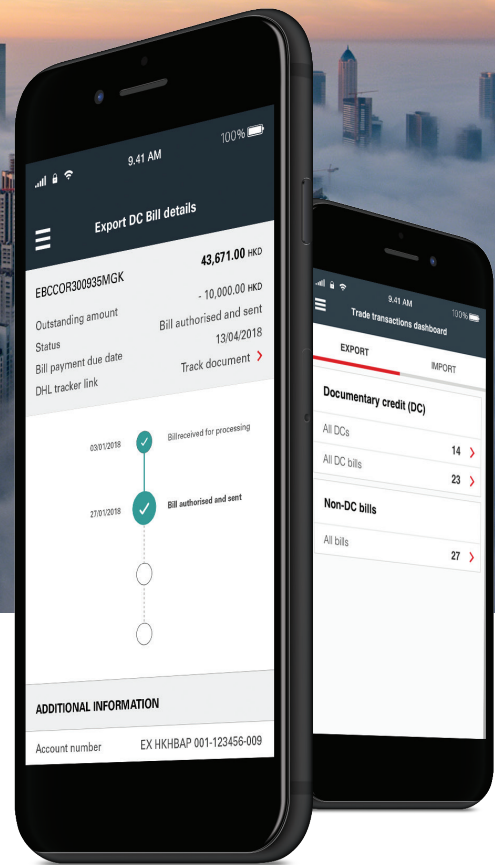 9.41 AM
100%
Export DC Bill details
EBCCOR300935MGK
43,671.00 HKD
Outstanding amount
- 10,000.00 HKD
Status
Bill authorised and sent
Bill payment due date
13/04/2018
DHL tracker link
Track document
03/01/2018
Billreceived for processing
27/01/2018
Bill authorised and sent
ADDITIONAL INFORMATION
Account number
EX HKHBAP 001-123456-009
9.41 AM
100%
Trade transactions dashboard
EXPORT
IMPORT
Documentary credit (DC)
All DCs
14
All DC bills
23
Non-DC bills
All bills
27